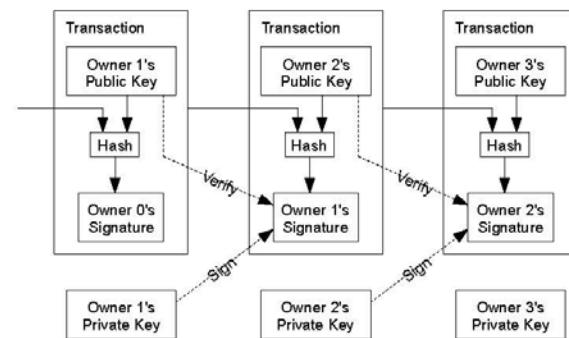 Transaction
Owner 1's
Public Key
Hash
Owner 0's
Signature
Transaction
Owner 2's
Public Key
Hash
Verify
Owner 1's
Signature
Transaction
Owner 3's
Public Key
Hash
Verify
Owner 2's
Signature
Sign
Sign
Owner 1's
Private Key
Owner 2's
Private Key
Owner 3's
Private Key